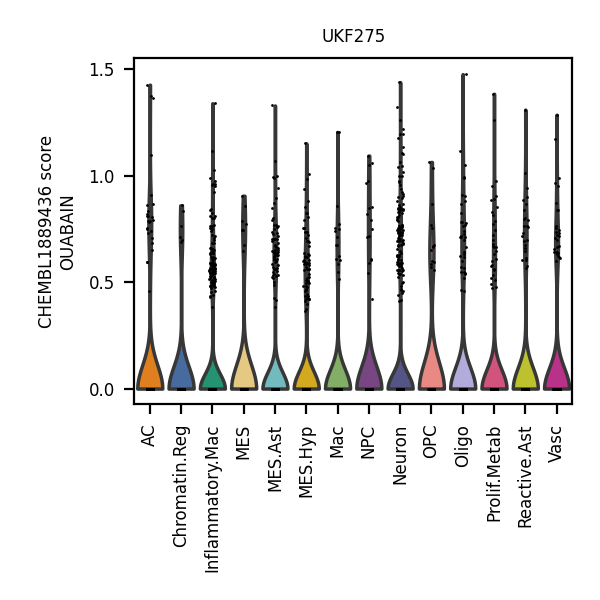 UKF275
CHEMBL1889436 score
OUABAIN
1.5
1.0
0.5
0.0
AC
Chromatin.Reg
Inflammatory.Mac
MES
MES.Ast
MES.Hyp
Mac
NPC
Neuron
OPC
Oligo
Prolif.Metab
Reactive.Ast
Vasc